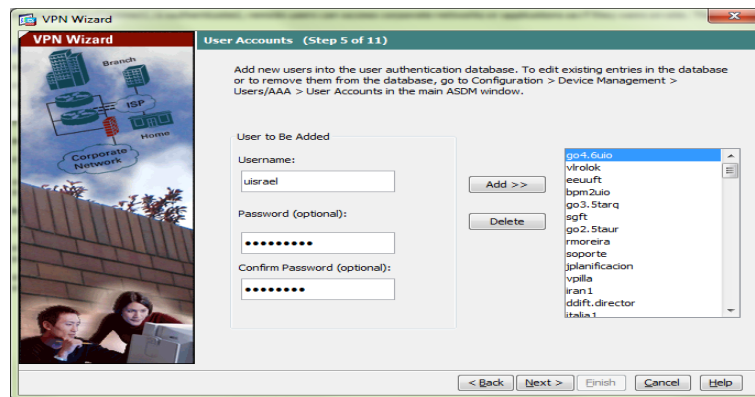 VPN Wizard
VPN Wizard
User Accounts (Step 5 of 11)
Branch
ISP
Home
Corporate
Network
Add new users into the user authentication database. To edit existing entries in the database
or to remove them from the database, go to Configuration > Device Management >
Users/AAA > User Accounts in the main ASDM window.
User to Be Added
Username:
uisrael
Password (optional):
•••••••••
Confirm Password (optional):
••••••••
Add >>
Delete
go4.6uio
vlrolok
eeuuft
bpm2uio
go3.5tarq
sgft
go2.5taur
rmoreira
soporte
jplanificacion
vpilla
iran1
ddift.director
italia1
< Back
Next >
Finish
Cancel
Help